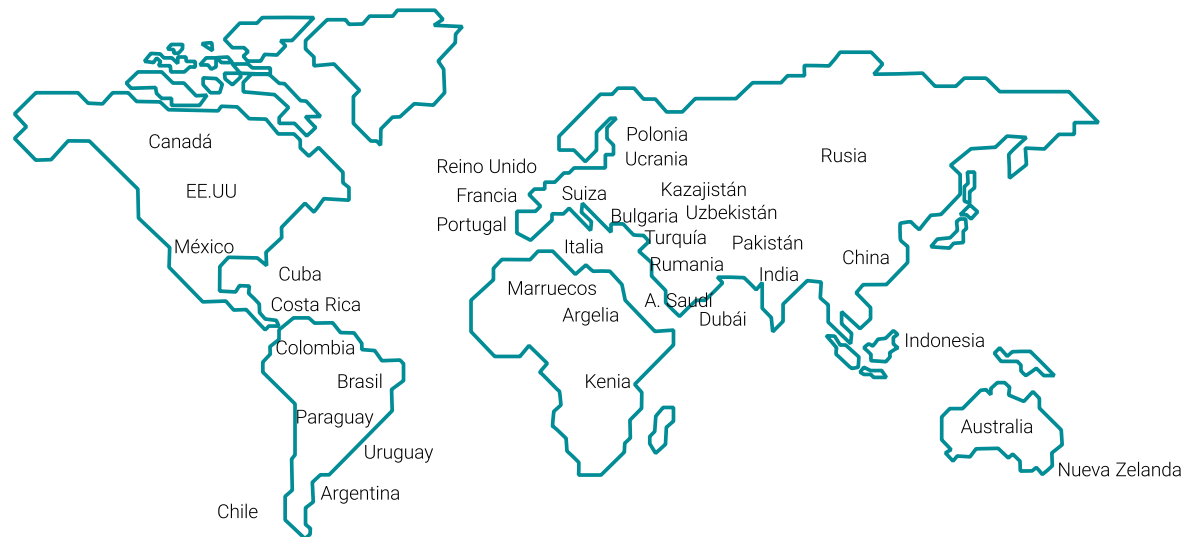 Canadá
EE.UU
México
Cuba
Costa Rica
Colombia
Brasil
Paraguay
Uruguay
Argentina
Chile
Reino Unido
Francia
Portugal
Polonia
Ucrania
Suiza
Bulgaria
Italia
Turquía
Rumania
Kazajistán
Uzbekistán
Pakistán
Rusia
China
India
A. Saudí
Dubái
Marruecos
Argelia
Kenia
Indonesia
Australia
Nueva Zelanda